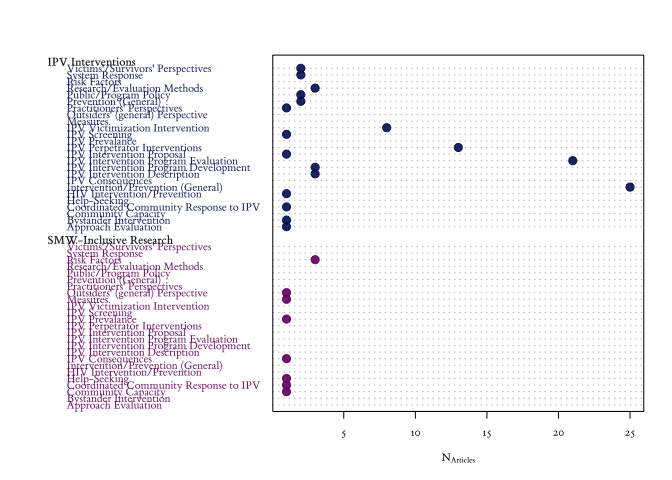 IPV Interventions
Victims'/Survivors' Perspectives
System Response
Risk Factors
Research/Evaluation Methods
Public/Program Policy
Prevention (General)
Practitioners' Perspectives
Outsiders' (general) Perspective
Measures
IPV Victimization Intervention
IPV Screening
IPV Prevalance
IPV Perpetrator Interventions
IPV Intervention Proposal
IPV Intervention Program Evaluation
IPV Intervention Program Development
IPV Intervention Description
IPV Consequences
Intervention/Prevention (General)
HIV Intervention/Prevention
Help-Seeking
Coordinated Community Response to IPV
Community Capacity
Bystander Intervention
Approach Evaluation
SMW-Inclusive Research
Victims'/Survivors' Perspectives
System Response
Risk Factors
Research/Evaluation Methods
Public/Program Policy
Prevention (General)
Practitioners' Perspectives
Outsiders' (general) Perspective
Measures
IPV Victimization Intervention
IPV Screening
IPV Prevalance
IPV Perpetrator Interventions
IPV Intervention Proposal
IPV Intervention Program Evaluation
IPV Intervention Program Development
IPV Intervention Description
IPV Consequences
Intervention/Prevention (General)
HIV Intervention/Prevention
Help-Seeking
Coordinated Community Response to IPV
Community Capacity
Bystander Intervention
Approach Evaluation
5 10 15 20 25
N Articles